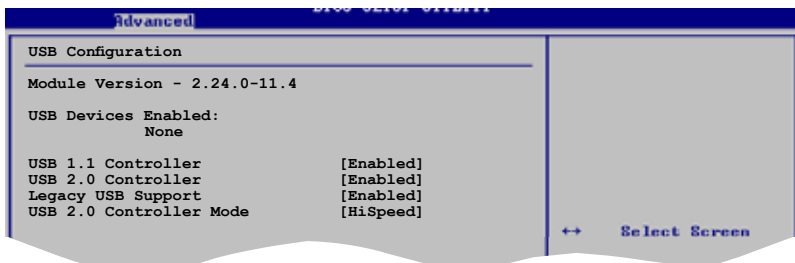 Advanced
USB Configuration
Module Version - 2.24.0-11.4
USB Devices Enabled:
None
USB 1.1 Controller [Enabled]
USB 2.0 Controller [Enabled]
Legacy USB Support [Enabled]
USB 2.0 Controller Mode [HiSpeed]
↔ Select Screen